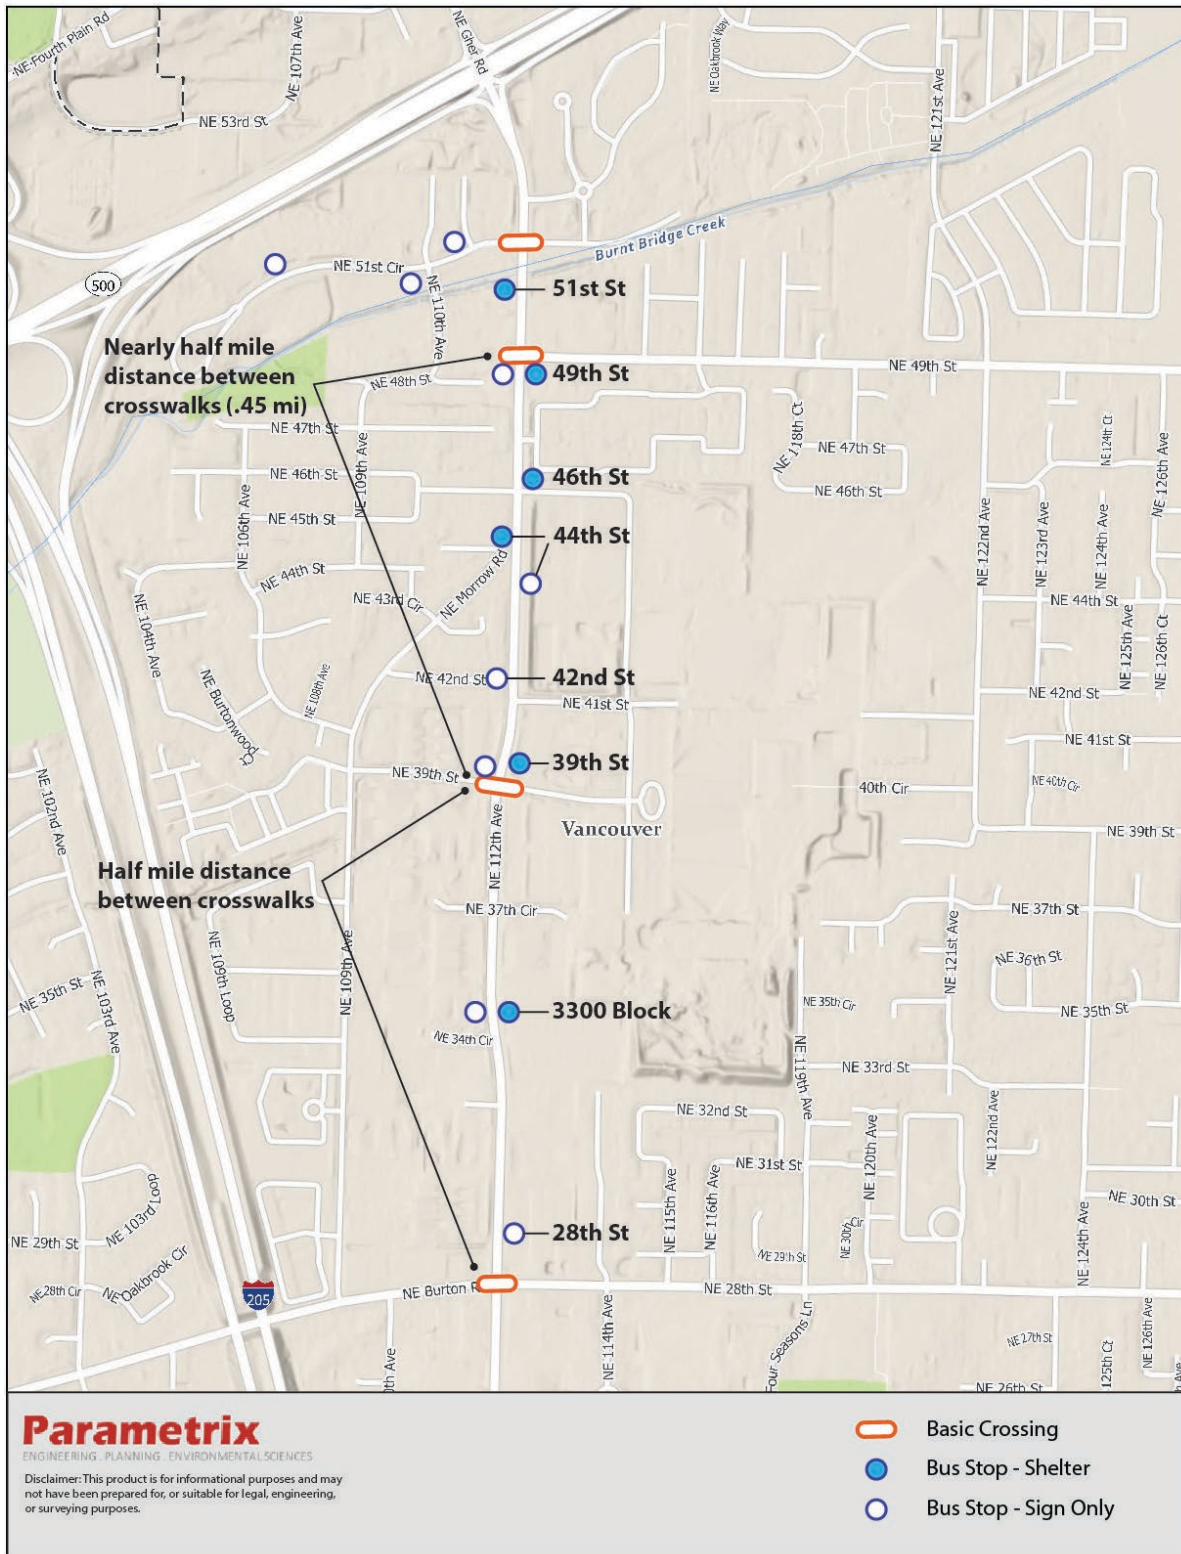 NE Fourth Plain Rd
NE 107th Ave
NE Gher Rd
NE Oakbrook Way
NE 121st Ave
NE 53rd St
Burnt Bridge Creek
NE 51st Cir
500
51st St
NE 110th Ave
Nearly half mile
distance between
crosswalks (.45 mi)
NE 48th St
49th St
NE 49th St
NE 47th St
NE 109th Ave
NE 118th Ct
NE 47th St
NE 124th Ct
NE 126th Ave
NE 46th St
46th St
NE 46th St
NE 106th Ave
NE 45th St
44th St
NE 122nd Ave
NE 123rd Ave
NE 124th Ave
NE 44th St
NE 43rd Cir
NE Morrow Rd
NE 44th St
NE 104th Ave
NE 125th Ave
NE 126th Ct
NE 108th Ave
NE 42nd St
42nd St
NE 42nd St
NE Burtonwood Ct
NE 41st St
NE 41st St
39th St
NE 39th St
NE 40th Cir
40th Cir
NE 102nd Ave
Vancouver
NE 39th St
NE 112th Ave
Half mile distance
between crosswalks
NE 37th Cir
NE 37th St
NE 109th Loop
NE 109th Ave
NE 121st Ave
NE 36th St
NE 35th St
NE 103rd Ave
3300 Block
NE 35th Cir
NE 35th St
NE 34th Cir
NE 119th Ave
NE 33rd St
NE 32nd St
NE 122nd Ave
NE 120th Ave
NE 31st St
NE 115th Ave
NE 116th Ave
NE 30th St
NE 103rd Loop
NE 29th St
28th St
NE 30th Cir
NE 29th St
NE 124th Ave
NE 28th Cir
NE Oakbrook Cir
205
NE Burton R
NE 28th St
NE 114th Ave
Four Seasons Ln
NE 27th St
NE 126th Ave
125th Ct
0th Ave
NE 26th St
Parametrix
ENGINEERING . PLANNING . ENVIRONMENTAL SCIENCES
Disclaimer: This product is for informational purposes and may
not have been prepared for, or suitable for legal, engineering,
or surveying purposes.
Basic Crossing
Bus Stop - Shelter
Bus Stop - Sign Only